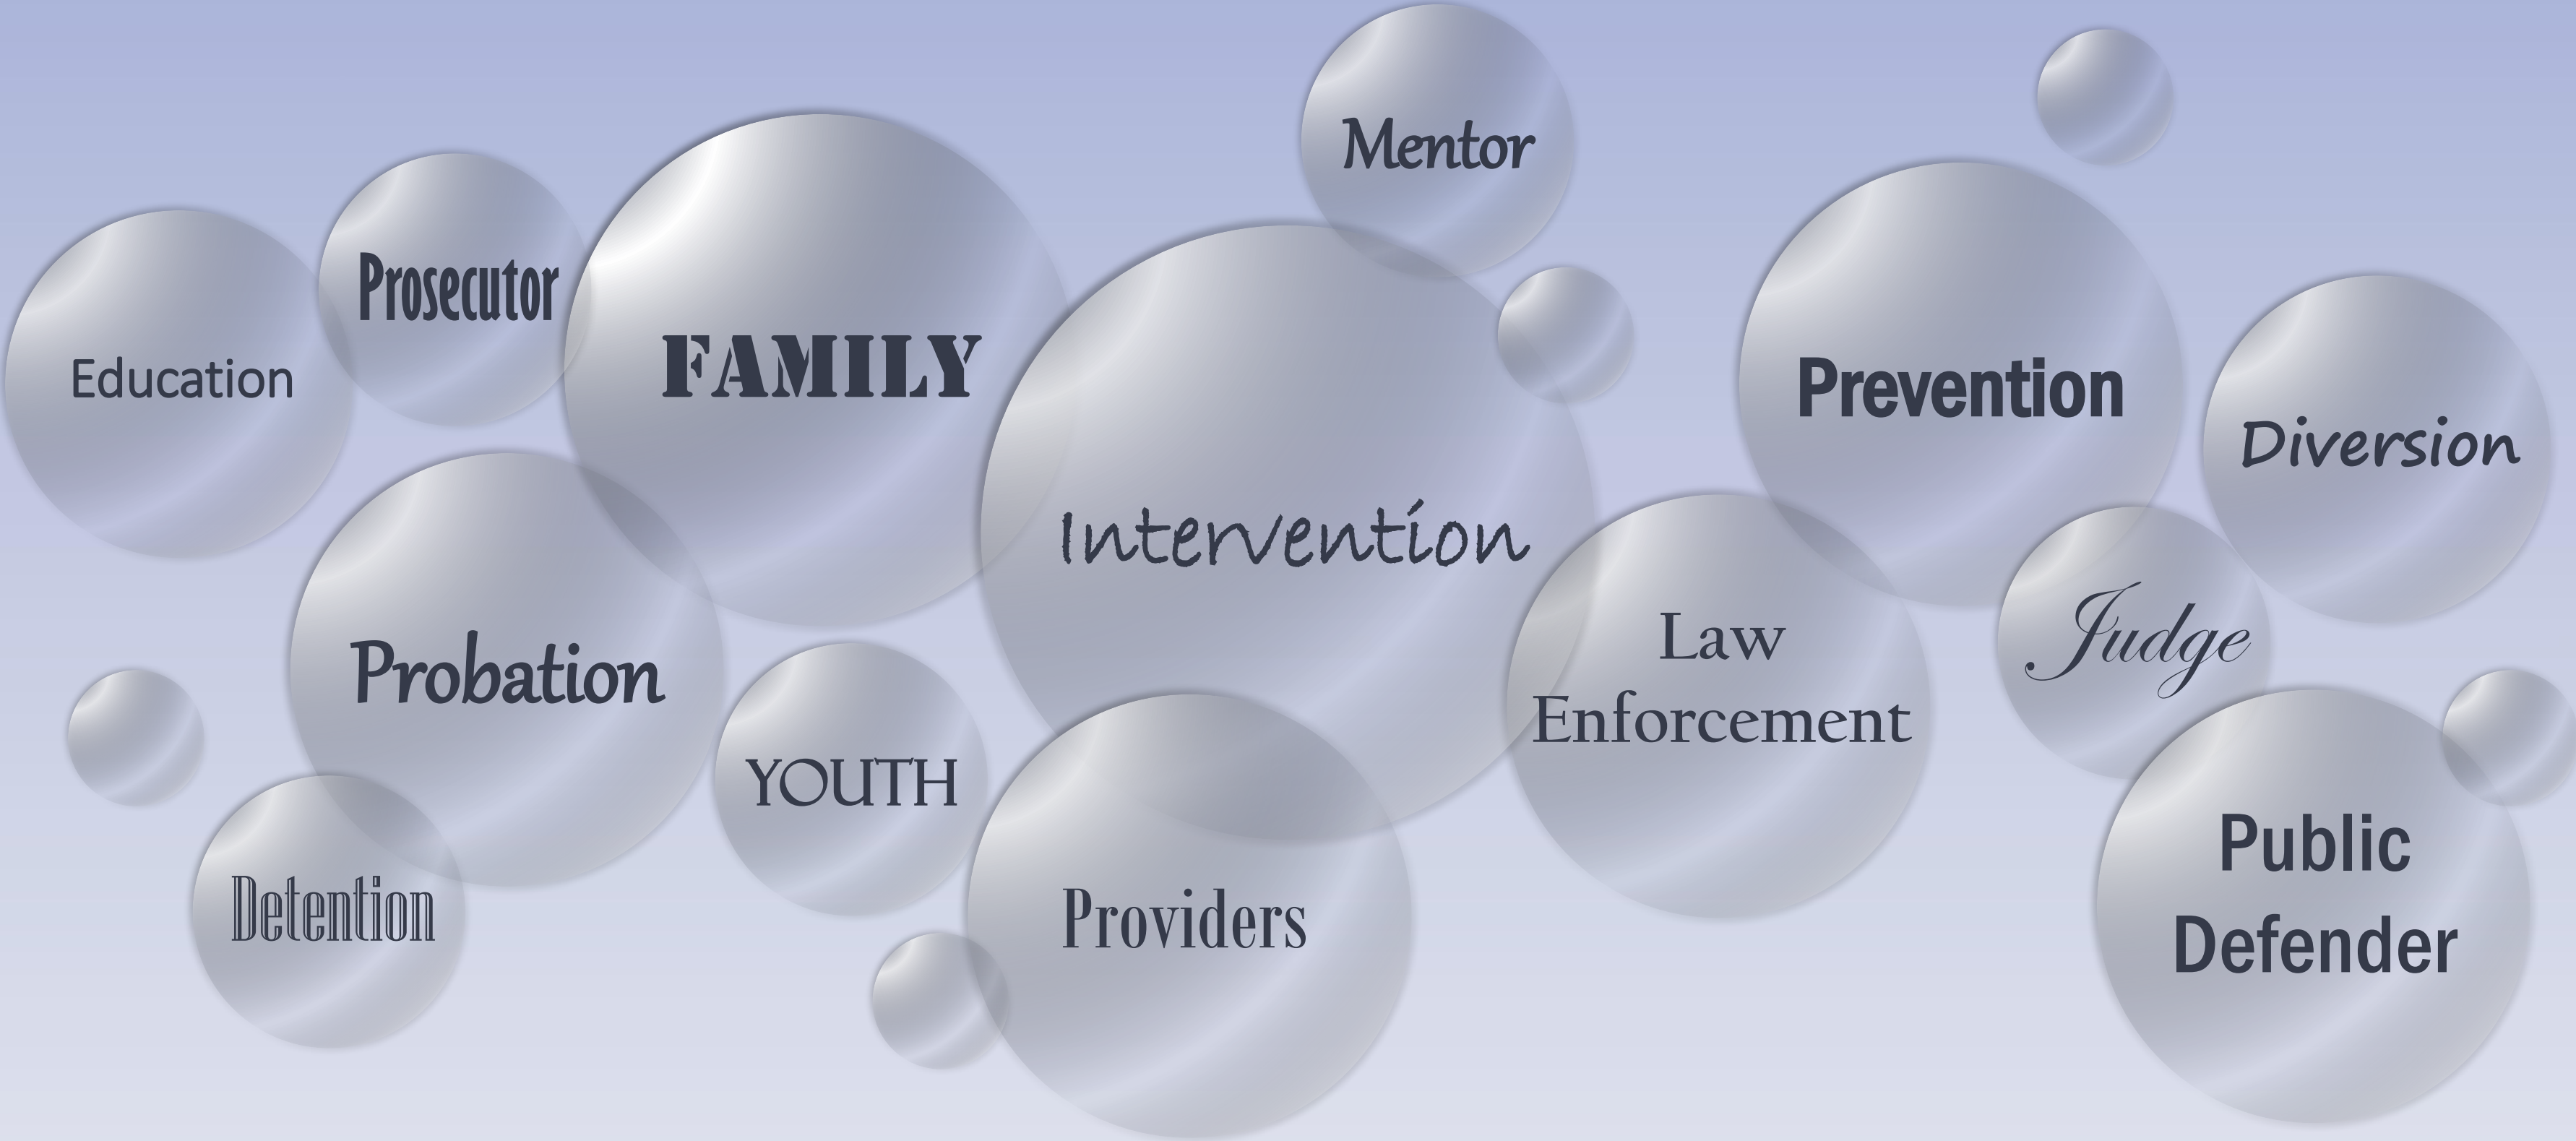 Mentor
Prosecutor
Education
FAMILY
Prevention
Diversion
Intervention
Law
Enforcement
Judge
Probation
YOUTH
Detention
Providers
Public
Defender